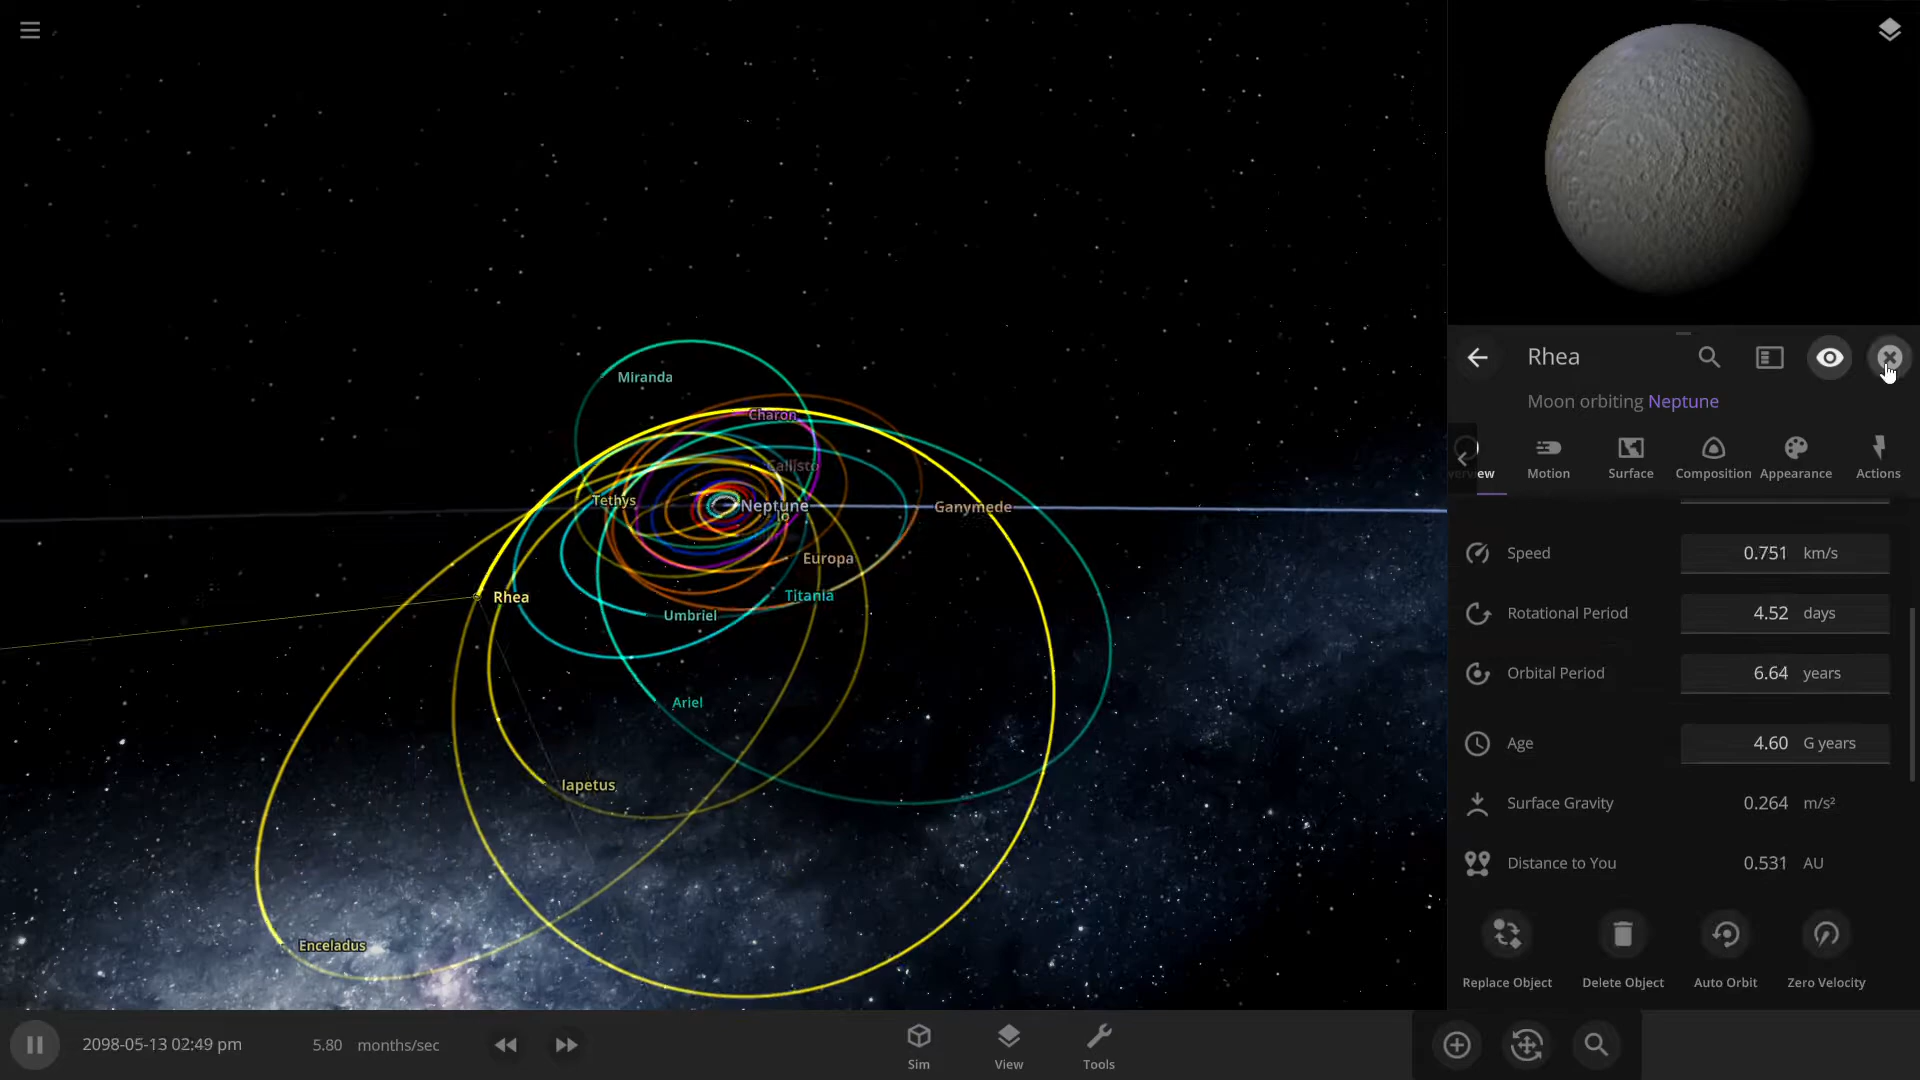 Miranda
Charon
Callisto
Tethys
Neptune
Io
Ganymede
Europa
Rhea
Titania
Umbriel
Ariel
Iapetus
Enceladus
Rhea
Moon orbiting Neptune
Motion
Surface
Composition
Appearance
Actions
Speed 0.751 km/s
Rotational Period 4.52 days
Orbital Period 6.64 years
Age 4.60 G years
Surface Gravity 0.264 m/s²
Distance to You 0.531 AU
Replace Object
Delete Object
Auto Orbit
Zero Velocity
2098-05-13 02:49 pm
5.80 months/sec
Sim
View
Tools